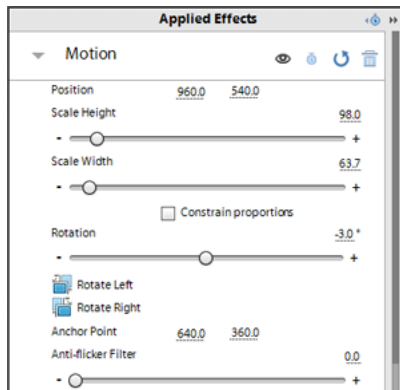 Applied Effects
Motion
Position 960.0 540.0
Scale Height 98.0
- +
Scale Width 63.7
- +
Constrain proportions
Rotation -3.0 °
- +
Rotate Left
Rotate Right
Anchor Point 640.0 360.0
Anti-flicker Filter 0.0
- +